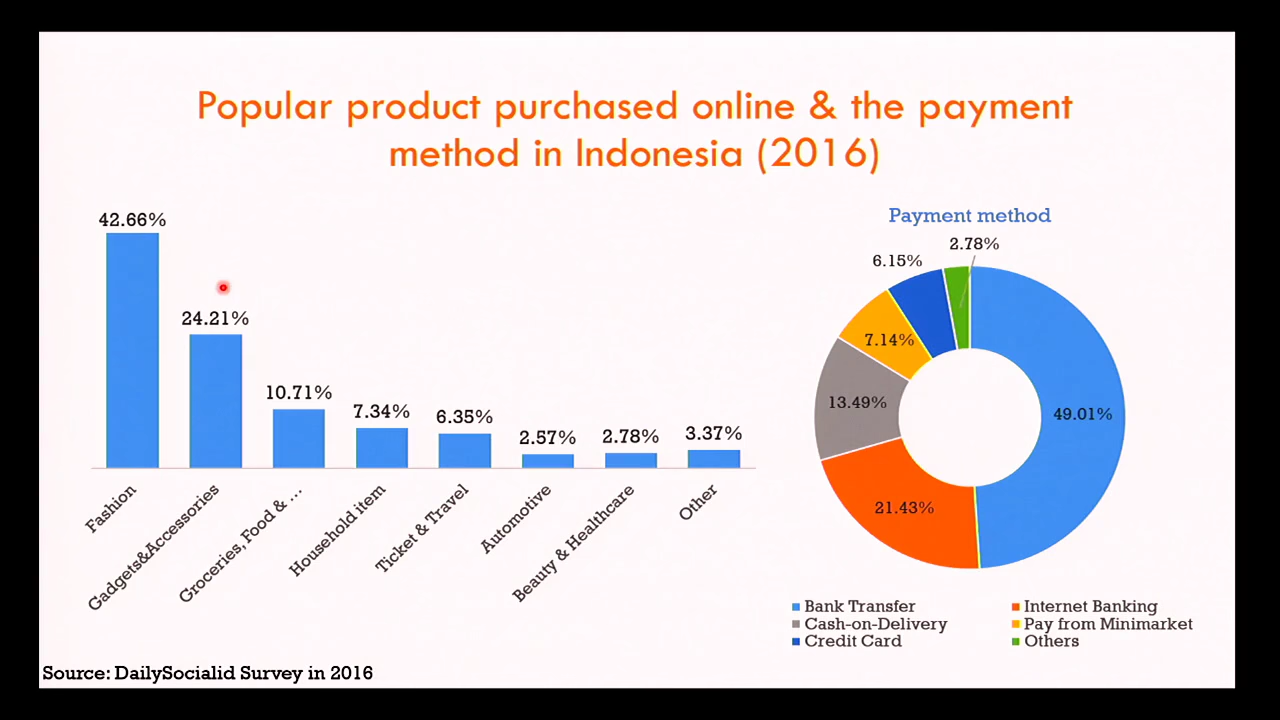 Popular product purchased online & the payment
method in Indonesia (2016)
42.66%
24.21%
10.71%
7.34%
6.35%
2.57%
2.78%
3.37%
Fashion
Gadgets&Accessories
Groceries, Food & ...
Household item
Ticket & Travel
Automotive
Beauty & Healthcare
Other
Payment method
2.78%
6.15%
7.14%
13.49%
49.01%
21.43%
Bank Transfer
Internet Banking
Cash-on-Delivery
Pay from Minimarket
Credit Card
Others
Source: DailySocialid Survey in 2016